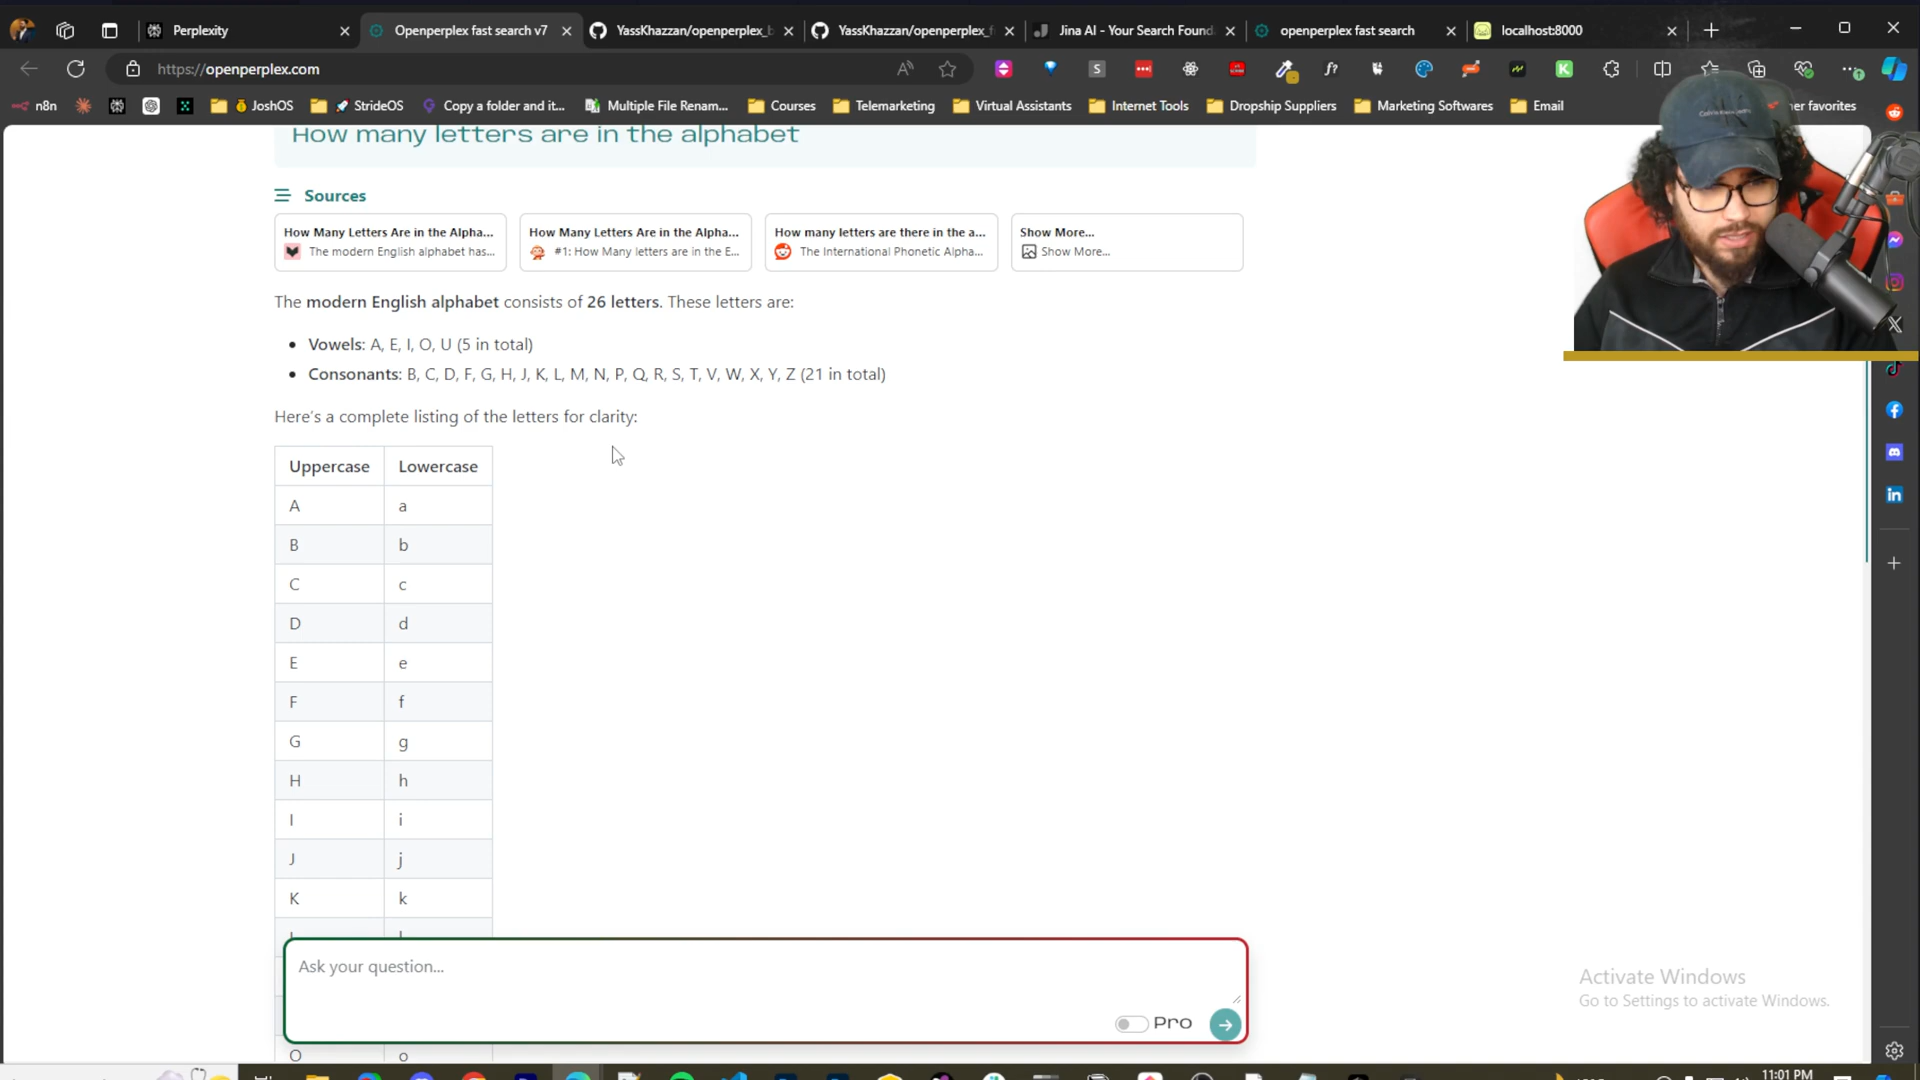 Perplexity
Openperplex fast search v7
YassKhazzan/openperplex_b
YassKhazzan/openperplex_f
Jina AI - Your Search Found
openperplex fast search
localhost:8000
https://openperplex.com
n8n
JoshOS
StrideOS
Copy a folder and it...
Multiple File Renam...
Courses
Telemarketing
Virtual Assistants
Internet Tools
Dropship Suppliers
Marketing Softwares
Email
favorites
How many letters are in the alphabet
Sources
How Many Letters Are in the Alpha...
The modern English alphabet has...
How Many Letters Are in the Alpha...
#1: How Many letters are in the E...
How many letters are there in the a...
The International Phonetic Alpha...
Show More...
Show More...
The modern English alphabet consists of 26 letters. These letters are:
Vowels: A, E, I, O, U (5 in total)
Consonants: B, C, D, F, G, H, J, K, L, M, N, P, Q, R, S, T, V, W, X, Y, Z (21 in total)
Here's a complete listing of the letters for clarity:
Uppercase Lowercase
A a
B b
C c
D d
E e
F f
G g
H h
I i
J j
K k
Ask your question...
Pro
O o
Activate Windows
Go to Settings to activate Windows.
11:01 PM